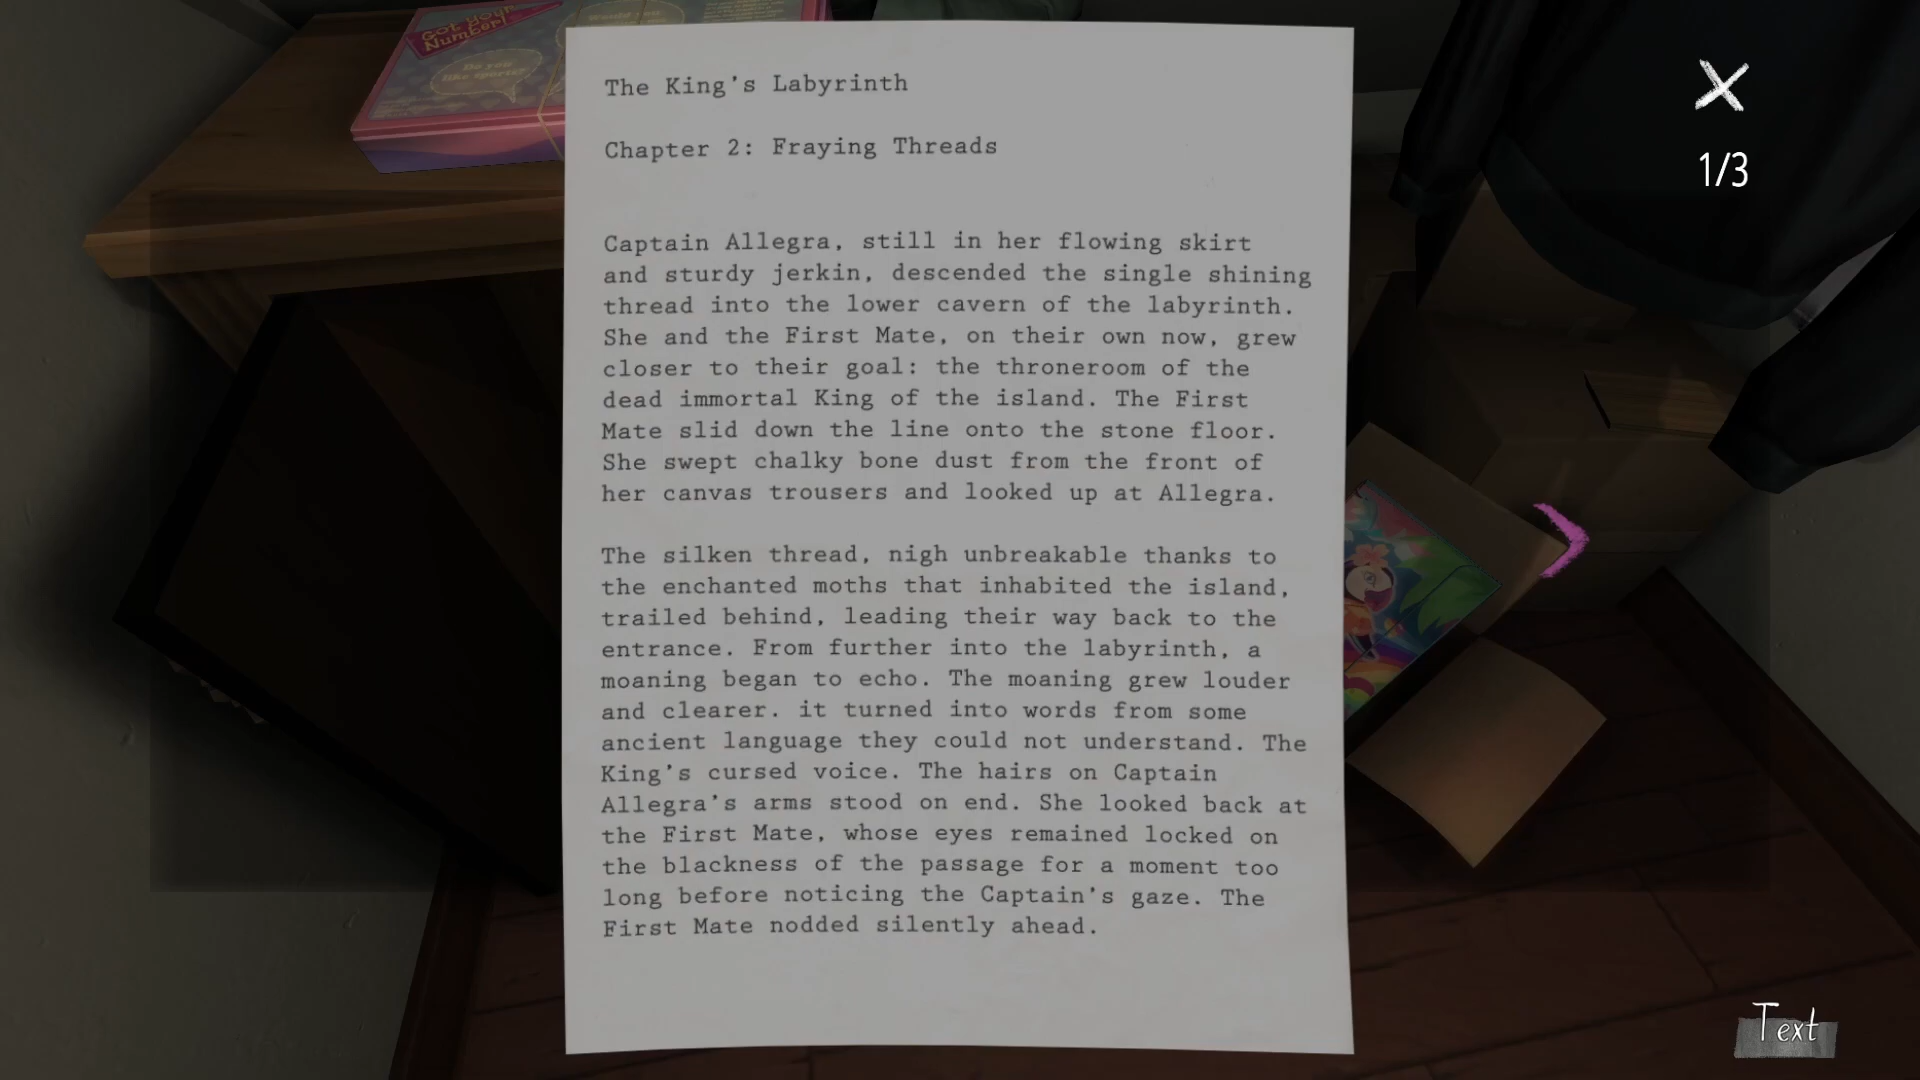 Got Your
Number!
Would you
Do you
like sports?
The King's Labyrinth
Chapter 2: Fraying Threads
Captain Allegra, still in her flowing skirt
and sturdy jerkin, descended the single shining
thread into the lower cavern of the labyrinth.
She and the First Mate, on their own now, grew
closer to their goal: the throneroom of the
dead immortal King of the island. The First
Mate slid down the line onto the stone floor.
She swept chalky bone dust from the front of
her canvas trousers and looked up at Allegra.
The silken thread, nigh unbreakable thanks to
the enchanted moths that inhabited the island,
trailed behind, leading their way back to the
entrance. From further into the labyrinth, a
moaning began to echo. The moaning grew louder
and clearer. it turned into words from some
ancient language they could not understand. The
King's cursed voice. The hairs on Captain
Allegra's arms stood on end. She looked back at
the First Mate, whose eyes remained locked on
the blackness of the passage for a moment too
long before noticing the Captain's gaze. The
First Mate nodded silently ahead.
1/3
Text